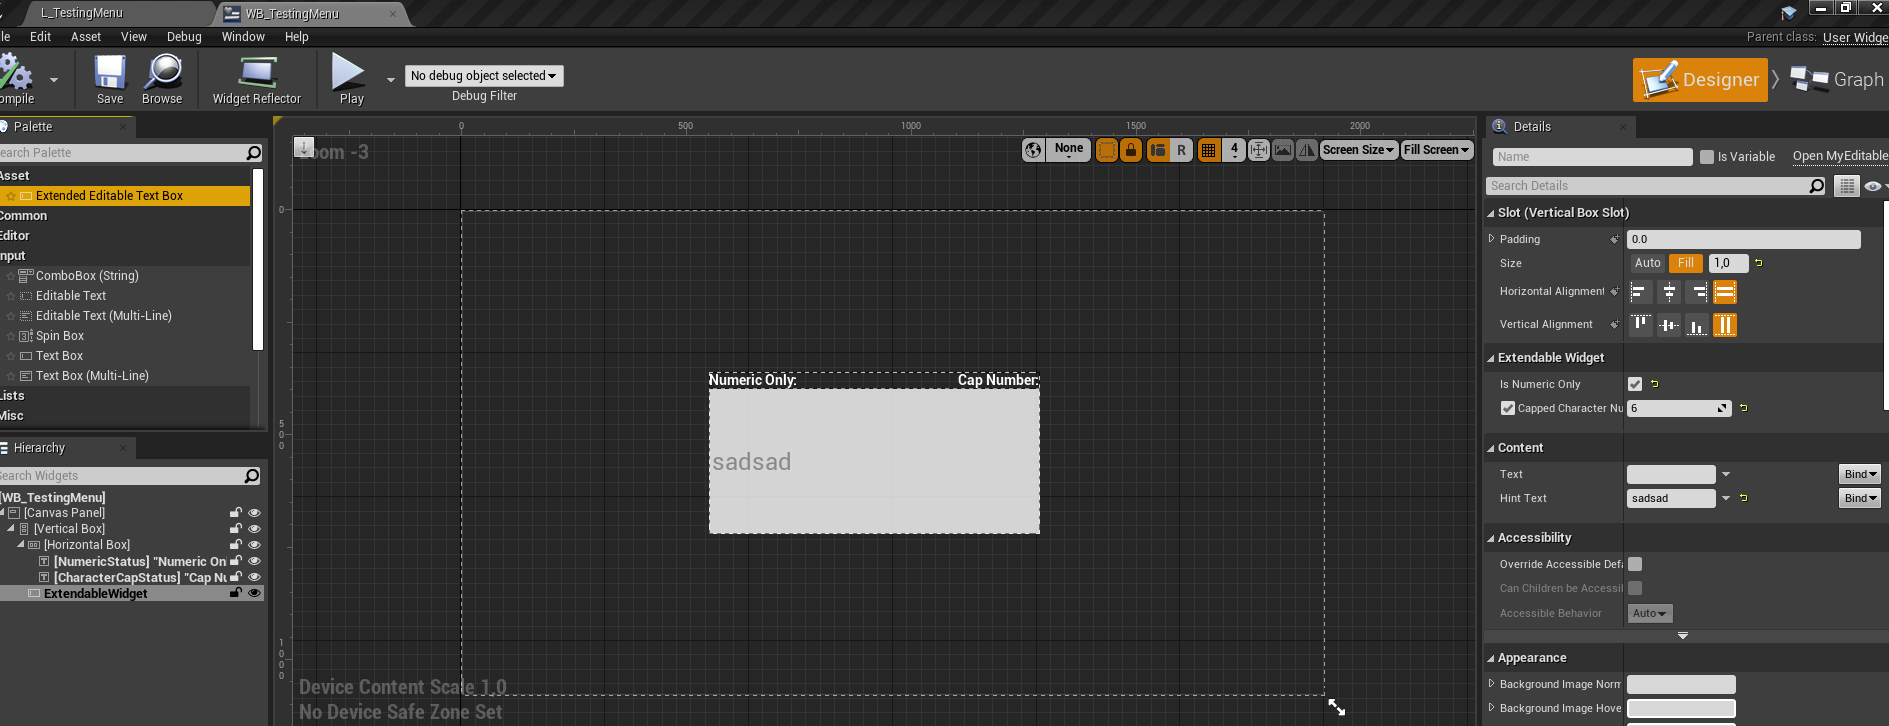 L_TestingMenu
WB_TestingMenu
le Edit Asset View Debug Window Help
Parent class: User Widge
ompile
Save
Browse
Widget Reflector
Play
No debug object selected
Debug Filter
Designer
Graph
Palette
earch Palette
Asset
Extended Editable Text Box
Common
Editor
nput
ComboBox (String)
Editable Text
Editable Text (Multi-Line)
Spin Box
Text Box
Text Box (Multi-Line)
Lists
Misc
Hierarchy
earch Widgets
[WB_TestingMenu]
[Canvas Panel]
[Vertical Box]
[Horizontal Box]
[NumericStatus] "Numeric On
[CharacterCapStatus] "Cap Nu
ExtendableWidget
0 500 1000 1500 2000
oom -3
None
R
4
Screen Size
Fill Screen
0
500
1000
Numeric Only:
Cap Number:
sadsad
Device Content Scale 1,0
No Device Safe Zone Set
Details
Name
Is Variable
Open MyEditable
Search Details
Slot (Vertical Box Slot)
Padding 0.0
Size Auto Fill 1,0
Horizontal Alignment
Vertical Alignment
Extendable Widget
Is Numeric Only
Capped Character Nu 6
Content
Text Bind
Hint Text sadsad Bind
Accessibility
Override Accessible Defa
Can Children be Accessil
Accessible Behavior Auto
Appearance
Background Image Norm
Background Image Hove